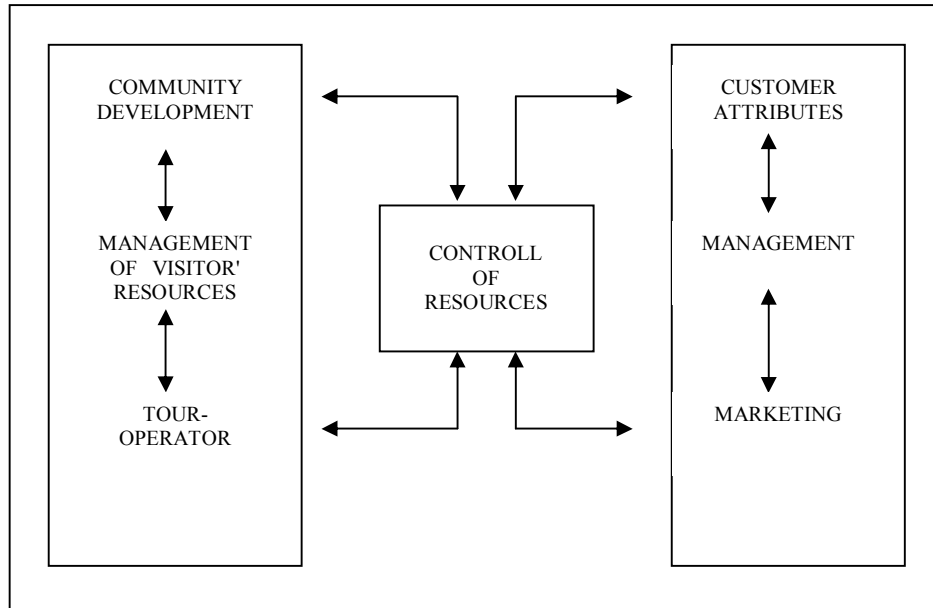 COMMUNITY
DEVELOPMENT
MANAGEMENT
OF VISITOR'
RESOURCES
TOUR-
OPERATOR
CONTROLL
OF
RESOURCES
CUSTOMER
ATTRIBUTES
MANAGEMENT
MARKETING